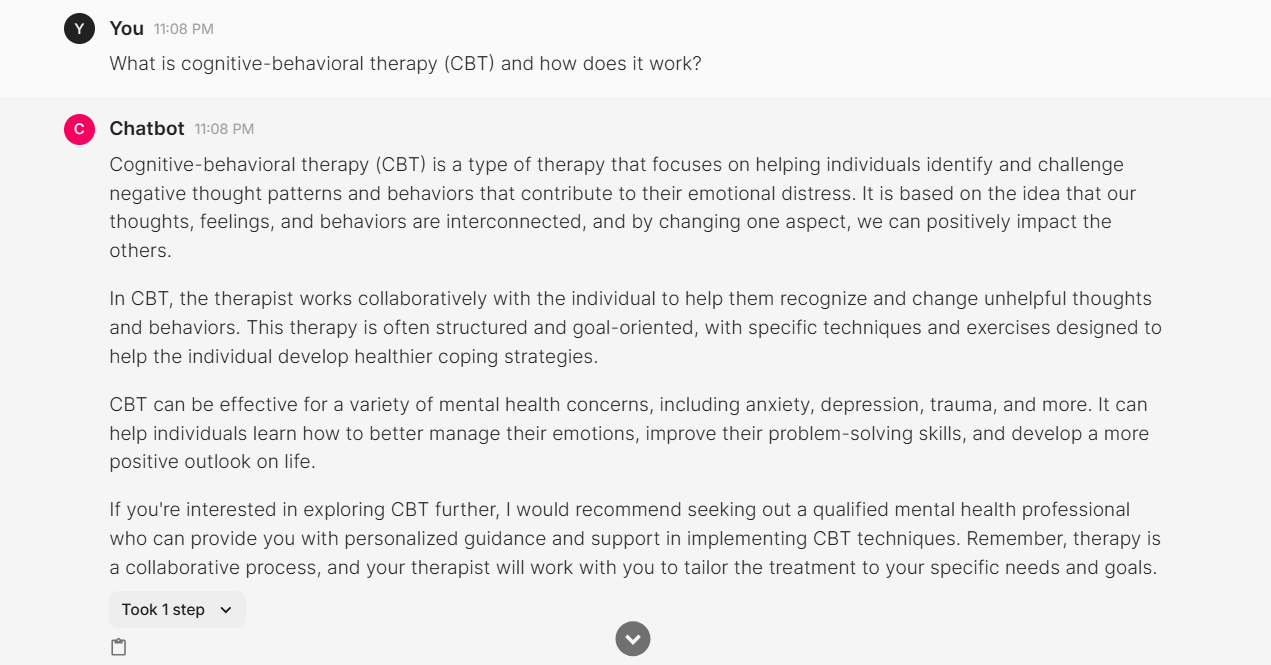 Y
You 11:08 PM
What is cognitive-behavioral therapy (CBT) and how does it work?
C
Chatbot 11:08 PM
Cognitive-behavioral therapy (CBT) is a type of therapy that focuses on helping individuals identify and challenge
negative thought patterns and behaviors that contribute to their emotional distress. It is based on the idea that our
thoughts, feelings, and behaviors are interconnected, and by changing one aspect, we can positively impact the
others.
In CBT, the therapist works collaboratively with the individual to help them recognize and change unhelpful thoughts
and behaviors. This therapy is often structured and goal-oriented, with specific techniques and exercises designed to
help the individual develop healthier coping strategies.
CBT can be effective for a variety of mental health concerns, including anxiety, depression, trauma, and more. It can
help individuals learn how to better manage their emotions, improve their problem-solving skills, and develop a more
positive outlook on life.
If you're interested in exploring CBT further, I would recommend seeking out a qualified mental health professional
who can provide you with personalized guidance and support in implementing CBT techniques. Remember, therapy is
a collaborative process, and your therapist will work with you to tailor the treatment to your specific needs and goals.
Took 1 step